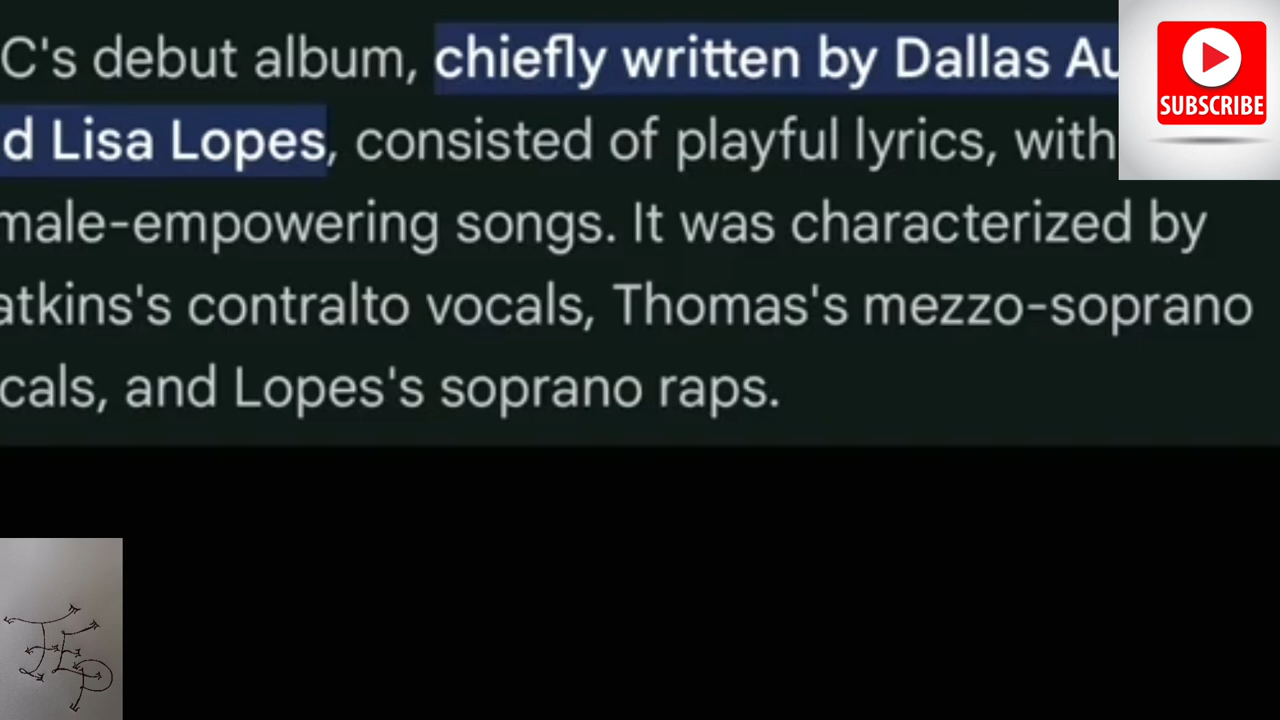 C's debut album, chiefly written by Dallas Au
d Lisa Lopes, consisted of playful lyrics, with
male-empowering songs. It was characterized by
atkins's contralto vocals, Thomas's mezzo-soprano
cals, and Lopes's soprano raps.
SUBSCRIBE